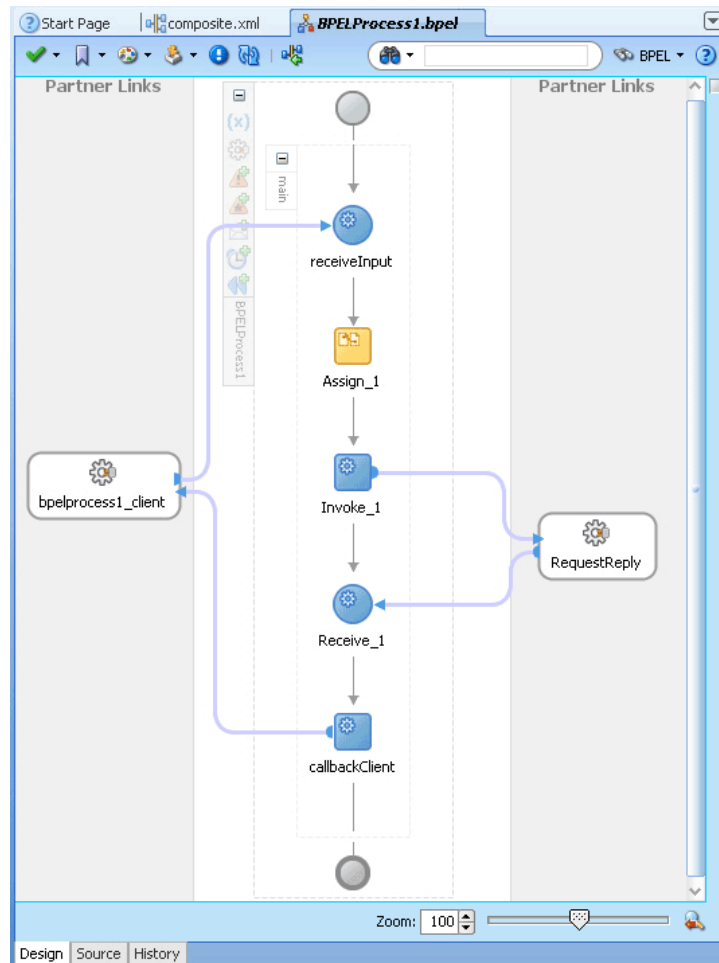 Start Page
composite.xml
BPELProcess1.bpel
BPEL
Partner Links
Partner Links
(x)
main
receiveInput
BPELProcess1
Assign_1
bpelprocess1_client
Invoke_1
RequestReply
Receive_1
callbackClient
Zoom: 100
Design Source History